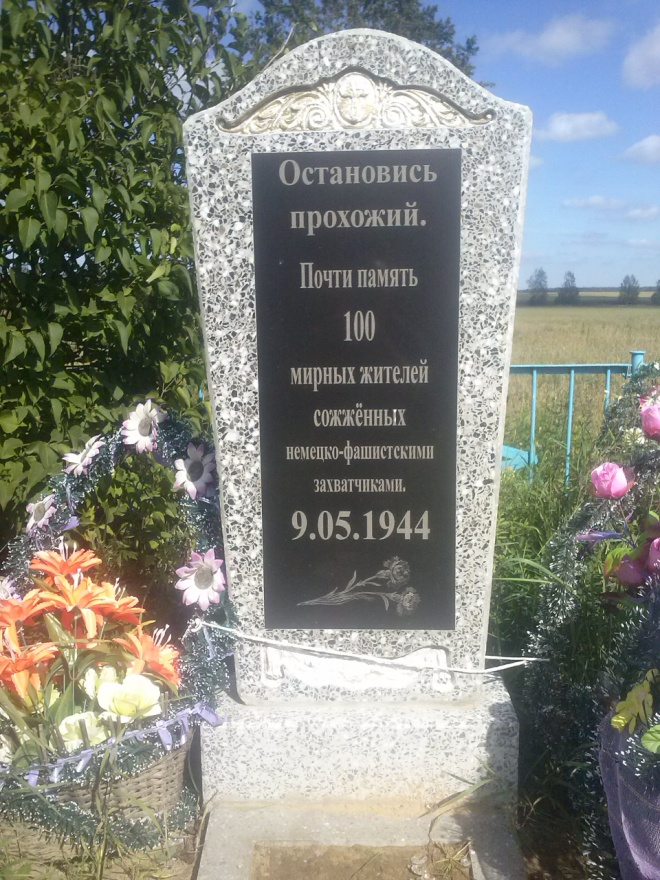 Остановись
прохожий.
Почти память
100
мирных жителей
сожжённых
немецко-фашистскими
захватчиками.
9.05.1944